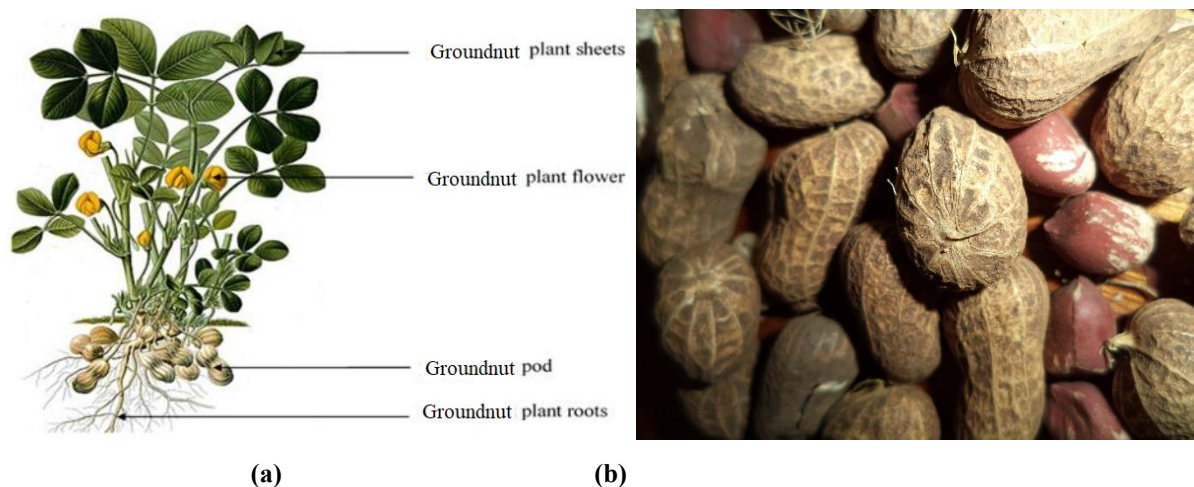 Groundnut plant sheets
Groundnut plant flower
Groundnut pod
Groundnut plant roots
(a) (b)